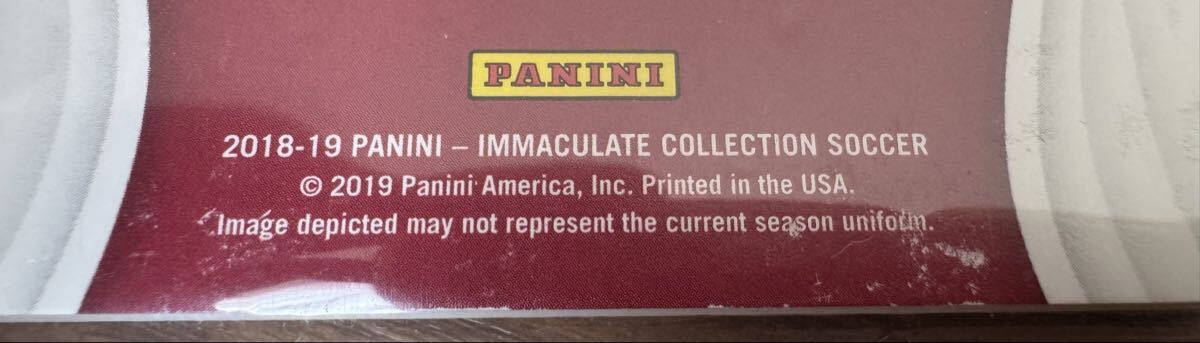 PANINI
2018-19 PANINI – IMMACULATE COLLECTION SOCCER
© 2019 Panini America, Inc. Printed in the USA.
Image depicted may not represent the current season uniform.